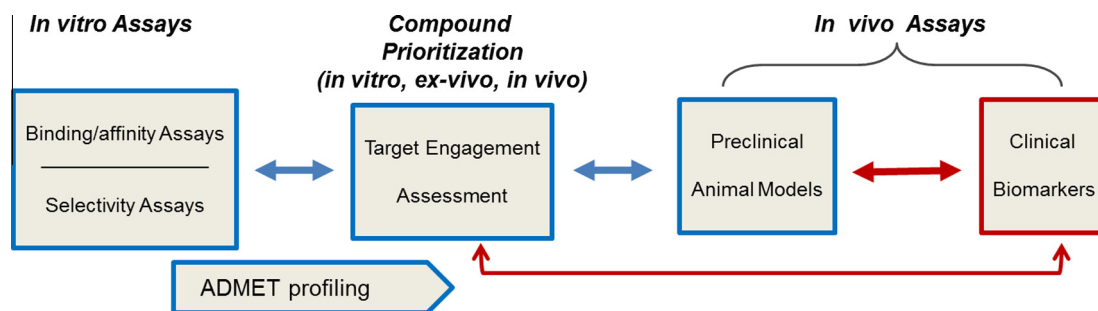 In vitro Assays
Compound
Prioritization
(in vitro, ex-vivo, in vivo)
In vivo Assays
Binding/affinity Assays
Selectivity Assays
Target Engagement
Assessment
Preclinical
Animal Models
Clinical
Biomarkers
ADMET profiling